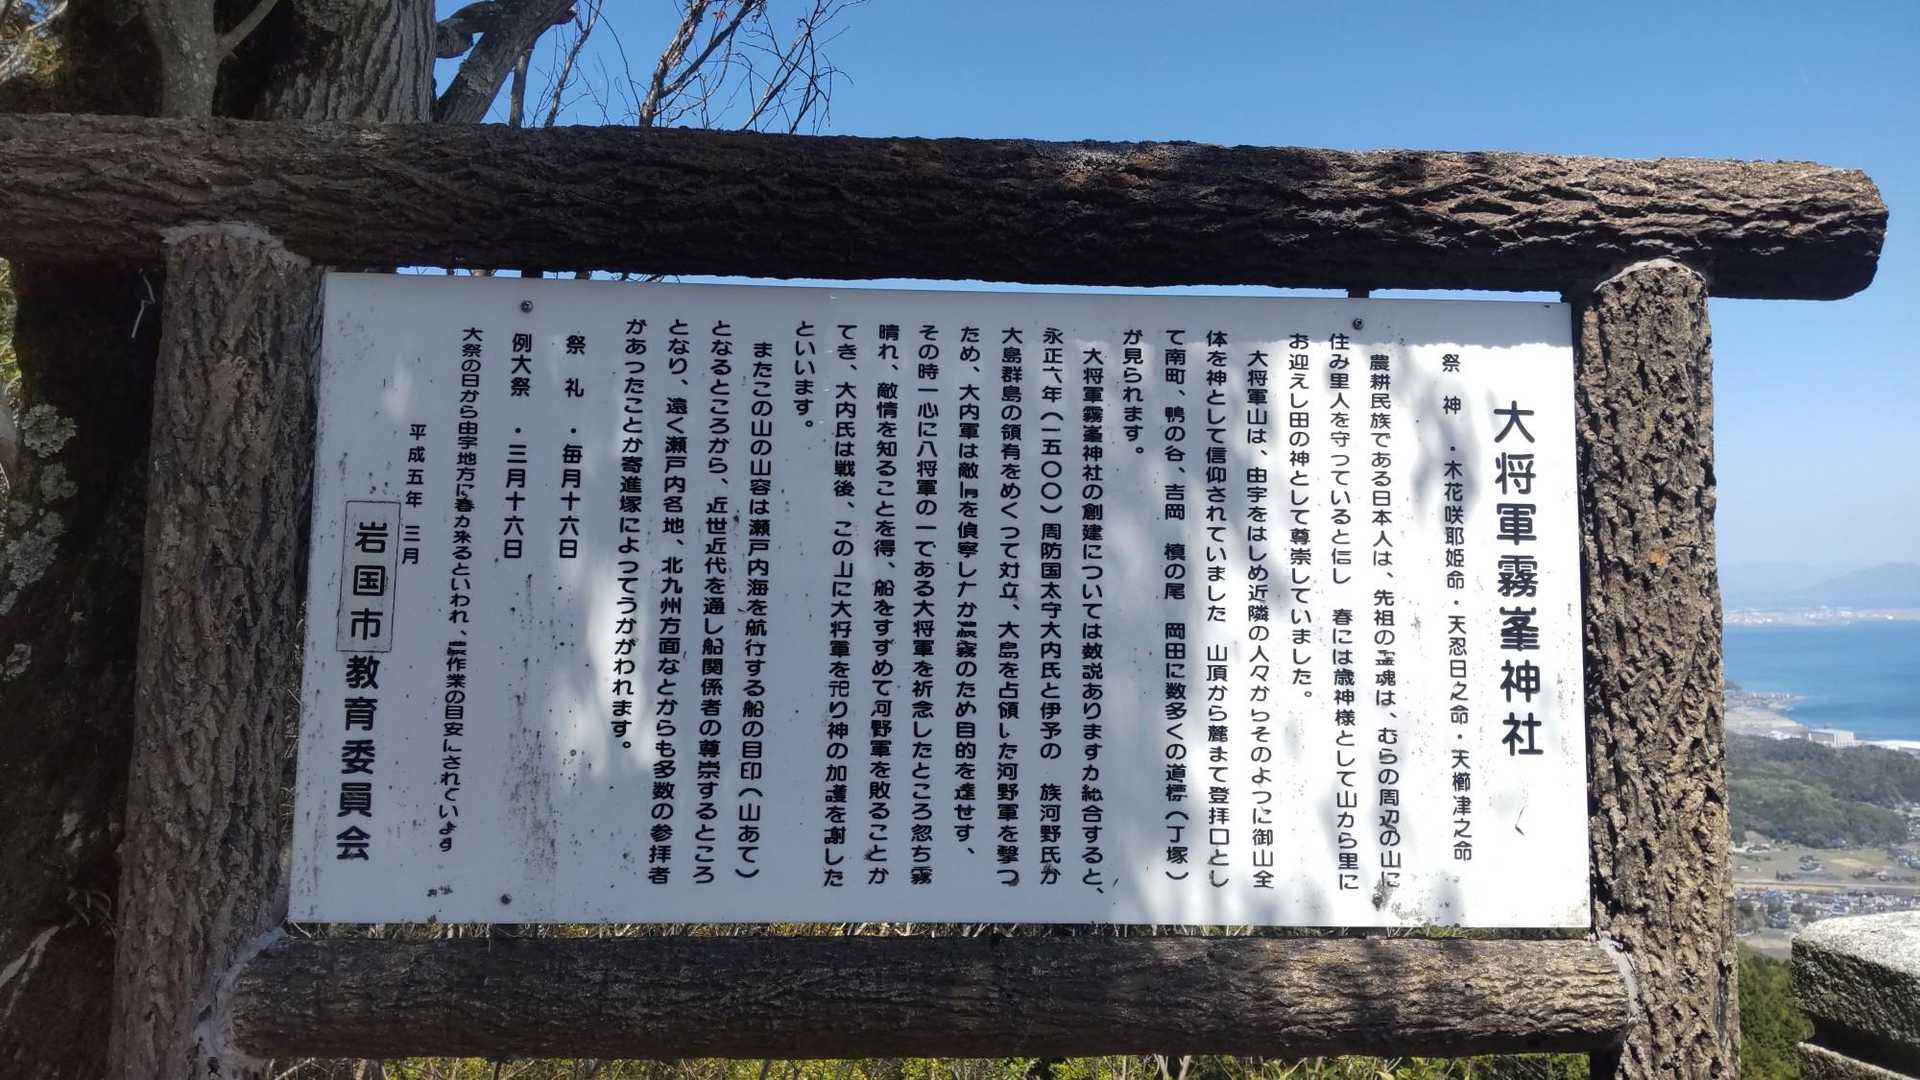 大将軍霧峯神社
祭神 ・木花咲耶姫命・天忍日之命・天櫛津之命
農耕民族である日本人は、先祖の霊魂は、むらの周辺の山に
住み里人を守っていると信じ 春には歳神様として山から里に
お迎えし田の神として尊崇していました。
大将軍山は、由宇をはじめ近隣の人々からそのように御山全
体を神として信仰されていました 山頂から麓まで登拝口とし
て南町、鴨の谷、吉岡 槙の尾 岡田に数多くの道標（丁塚）
が見られます。
大将軍霧峯神社の創建については数説ありますが総合すると、
永正六年（一五〇〇）周防国太守大内氏と伊予の 族河野氏が
大島群島の領有をめぐって対立、大島を占領した河野軍を撃つ
ため、大内軍は敵情を偵察したが濃霧のため目的を達せず、
その時一心に八将軍の一である大将軍を祈念したところ忽ち霧
晴れ、敵情を知ることを得、船をすすめて河野軍を敗ることが
でき、大内氏は戦後、この山に大将軍を祀り神の加護を謝した
といいます。
またこの山の山容は瀬戸内海を航行する船の目印（山あて）
となるところから、近世近代を通し船関係者の尊崇するところ
となり、遠く瀬戸内各地、北九州方面などからも多数の参拝者
があったことが寄進塚によってうかがわれます。
祭礼 ・毎月十六日
例大祭 ・三月十六日
大祭の日から由宇地方に春が来るといわれ、農作業の目安にされています
平成五年 三月
岩国市教育委員会